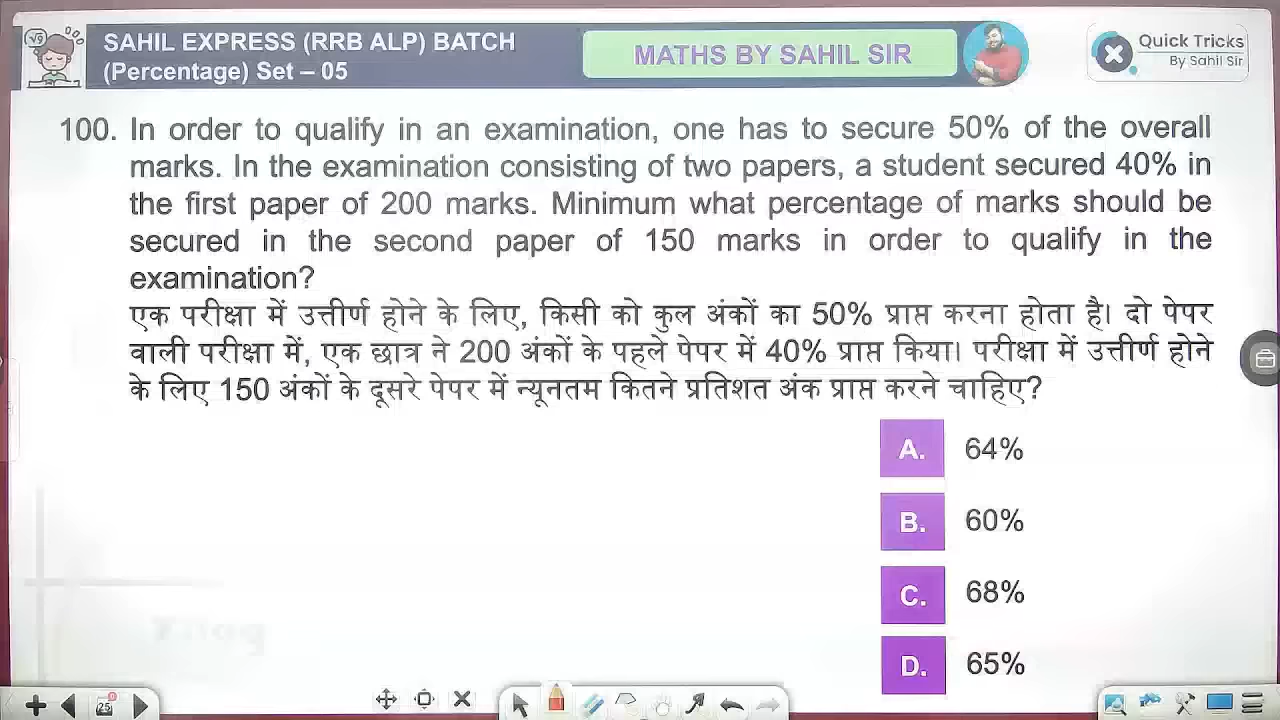 SAHIL EXPRESS (RRB ALP) BATCH
(Percentage) Set – 05
MATHS BY SAHIL SIR
Quick Tricks
By Sahil Sir
100. In order to qualify in an examination, one has to secure 50% of the overall
marks. In the examination consisting of two papers, a student secured 40% in
the first paper of 200 marks. Minimum what percentage of marks should be
secured in the second paper of 150 marks in order to qualify in the
examination?
एक परीक्षा में उत्तीर्ण होने के लिए, किसी को कुल अंकों का 50% प्राप्त करना होता है। दो पेपर
वाली परीक्षा में, एक छात्र ने 200 अंकों के पहले पेपर में 40% प्राप्त किया। परीक्षा में उत्तीर्ण होने
के लिए 150 अंकों के दूसरे पेपर में न्यूनतम कितने प्रतिशत अंक प्राप्त करने चाहिए?
A. 64%
B. 60%
C. 68%
D. 65%
25